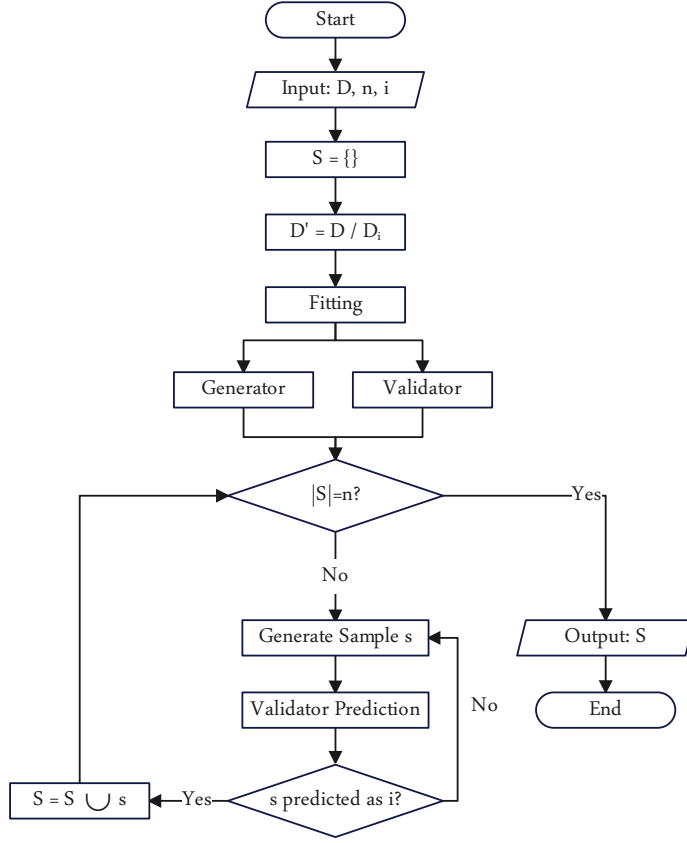 Start
Input: D, n, i
S = {}
D' = D / Dᵢ
Fitting
Generator
Validator
|S|=n?
Yes
No
Generate Sample s
Output: S
Validator Prediction
No
End
S = S ∪ s
Yes
s predicted as i?